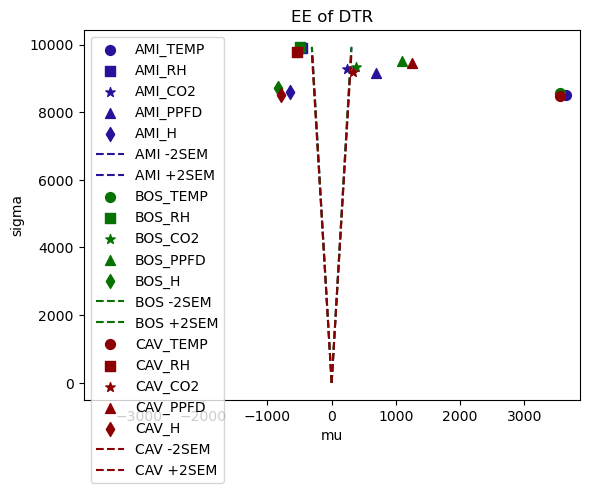 EE of DTR
AMI_TEMP
AMI_RH
AMI_CO2
AMI_PPFD
AMI_H
AMI -2SEM
AMI +2SEM
BOS_TEMP
BOS_RH
BOS_CO2
BOS_PPFD
BOS_H
BOS -2SEM
BOS +2SEM
CAV_TEMP
CAV_RH
CAV_CO2
CAV_PPFD
CAV_H
CAV -2SEM
CAV +2SEM
sigma
10000
8000
6000
4000
2000
0
−3000 −2000 −1000 0 1000 2000 3000
mu